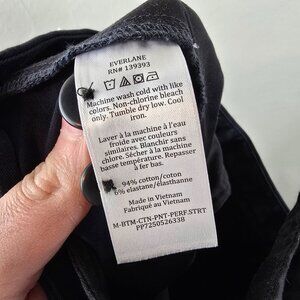 EVERLANE
RN# 139393
Machine wash cold with like
colors. Non-chlorine bleach
only. Tumble dry low. Cool
iron.
Laver à la machine à l'eau
froide avec couleurs
similaires. Blanchir sans
chlore. Sécher à la machine
basse température. Repasser
à fer bas.
94% cotton/coton
6% elastane/élasthanne
Made in Vietnam
Fabriqué au Vietnam
M-BTM-CTN-PNT-PERF.STRT
PP7250526338